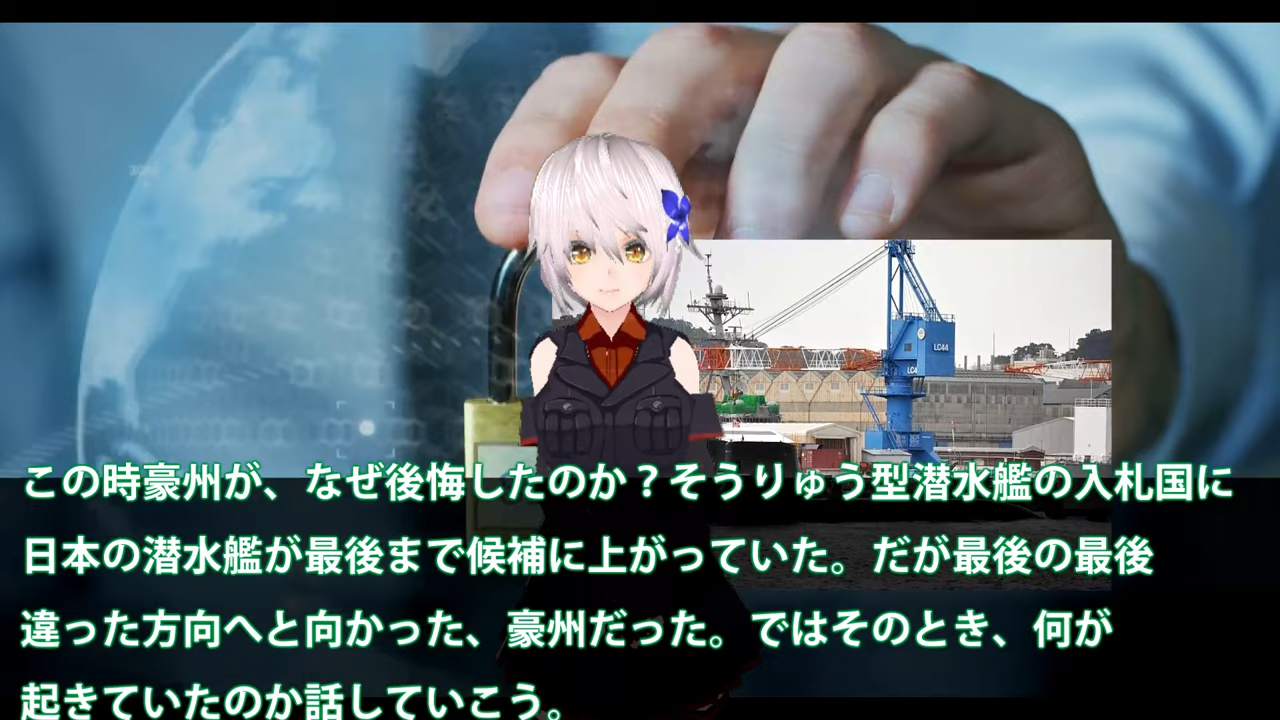 LC44
LC4
この時豪州が、なぜ後悔したのか？そうりゅう型潜水艦の入札国に
日本の潜水艦が最後まで候補に上がっていた。だが最後の最後
違った方向へと向かった、豪州だった。ではそのとき、何が
起きていたのか話していこう。